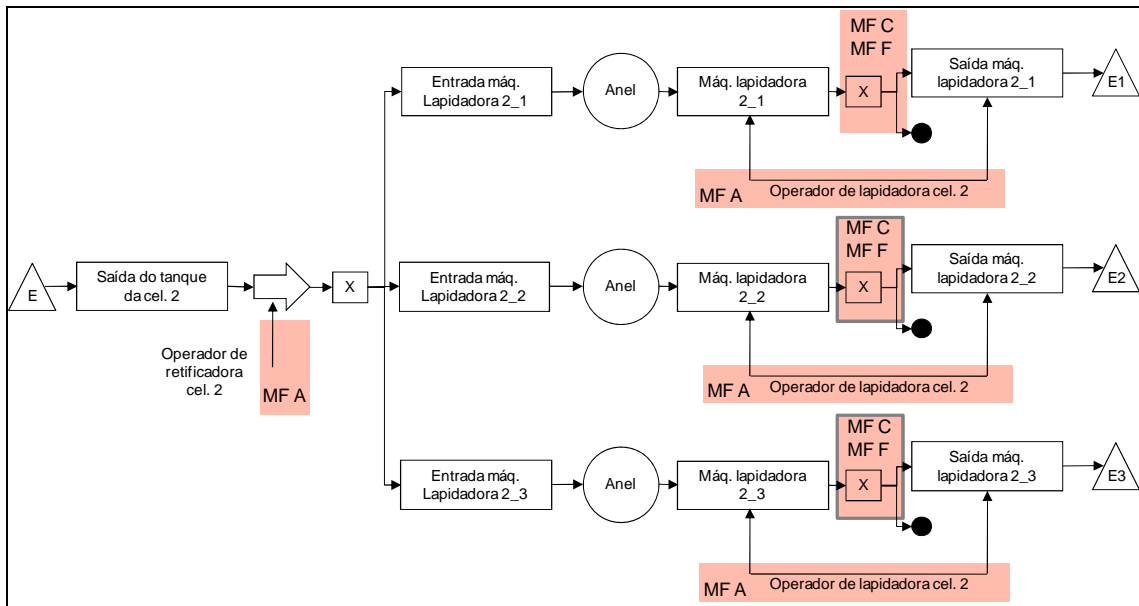 MF C
MF F
Entrada máq.
Lapidadora 2_1
Anel
Máq. lapidadora
2_1
X
Saída máq.
lapidadora 2_1
E1
MF A
Operador de lapidadora cel. 2
E
Saída do tanque
da cel. 2
X
Operador de
retificadora
cel. 2
MF A
MF C
MF F
Entrada máq.
Lapidadora 2_2
Anel
Máq. lapidadora
2_2
X
Saída máq.
lapidadora 2_2
E2
MF A
Operador de lapidadora cel. 2
MF C
MF F
Entrada máq.
Lapidadora 2_3
Anel
Máq. lapidadora
2_3
X
Saída máq.
lapidadora 2_3
E3
MF A
Operador de lapidadora cel. 2